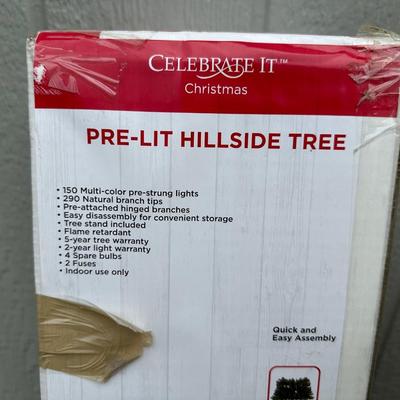 CELEBRATE IT™
Christmas
PRE-LIT HILLSIDE TREE
• 150 Multi-color pre-strung lights
• 290 Natural branch tips
• Pre-attached hinged branches
• Easy disassembly for convenient storage
• Tree stand included
• Flame retardant
• 5-year tree warranty
• 2-year light warranty
• 4 Spare bulbs
• 2 Fuses
• Indoor use only
Quick and
Easy Assembly